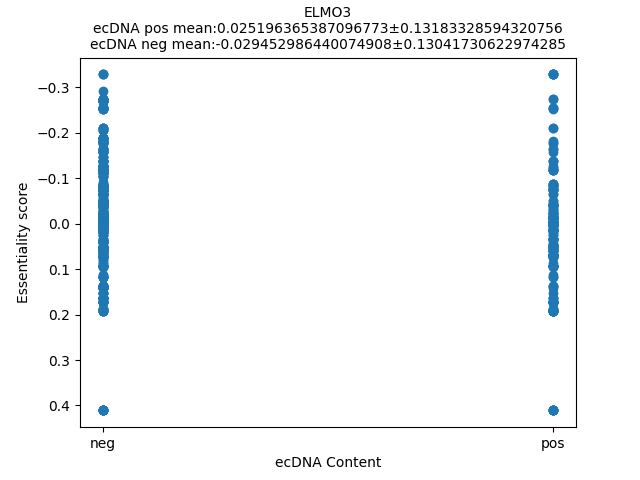 ELMO3
ecDNA pos mean:0.025196365387096773±0.13183328594320756
ecDNA neg mean:-0.029452986440074908±0.13041730622974285
−0.3
−0.2
−0.1
0.0
0.1
0.2
0.3
0.4
Essentiality score
neg
pos
ecDNA Content